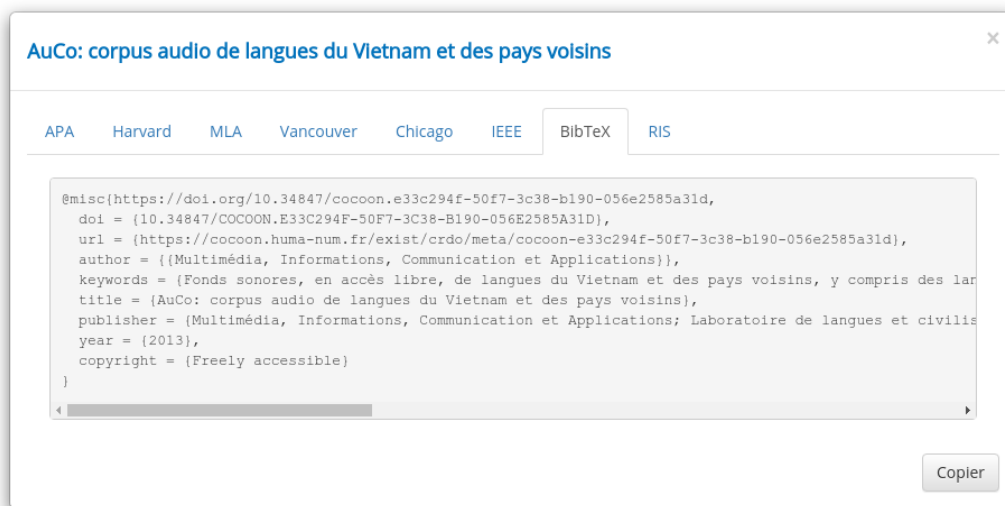 AuCo: corpus audio de langues du Vietnam et des pays voisins
×
APA Harvard MLA Vancouver Chicago IEEE BibTeX RIS
@misc{https://doi.org/10.34847/cocoon.e33c294f-50f7-3c38-b190-056e2585a31d,
doi = {10.34847/COCOON.E33C294F-50F7-3C38-B190-056E2585A31D},
url = {https://cocoon.huma-num.fr/exist/crdo/meta/cocoon-e33c294f-50f7-3c38-b190-056e2585a31d},
author = {{Multimédia, Informations, Communication et Applications}},
keywords = {Fonds sonores, en accès libre, de langues du Vietnam et des pays voisins, y compris des lan
title = {AuCo: corpus audio de langues du Vietnam et des pays voisins},
publisher = {Multimédia, Informations, Communication et Applications; Laboratoire de langues et civilis
year = {2013},
copyright = {Freely accessible}
}
Copier